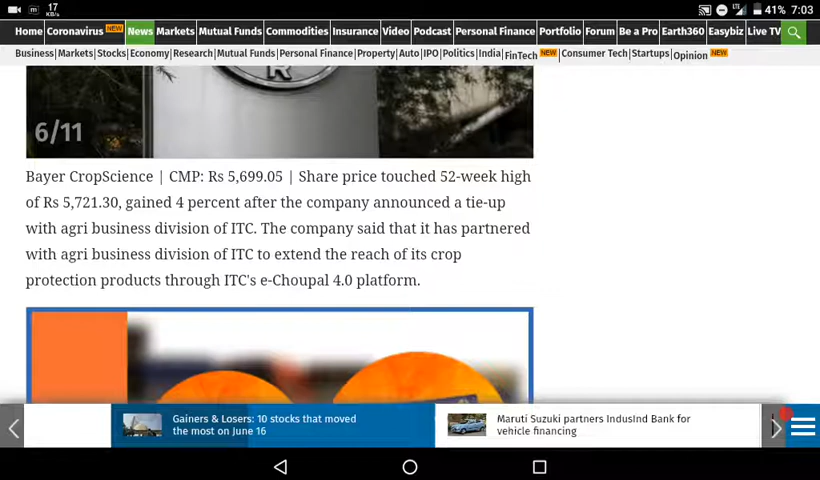 17
KB/s
LTE
41% 7:03
Home Coronavirus NEW News Markets Mutual Funds Commodities Insurance Video Podcast Personal Finance Portfolio Forum Be a Pro Earth360 Easybiz Live TV
Business| Markets| Stocks| Economy| Research| Mutual Funds| Personal Finance| Property| Auto| IPO| Politics| India| FinTech NEW | Consumer Tech| Startups| Opinion NEW
R
6/11
Bayer CropScience | CMP: Rs 5,699.05 | Share price touched 52-week high
of Rs 5,721.30, gained 4 percent after the company announced a tie-up
with agri business division of ITC. The company said that it has partnered
with agri business division of ITC to extend the reach of its crop
protection products through ITC's e-Choupal 4.0 platform.
Gainers & Losers: 10 stocks that moved
the most on June 16
Maruti Suzuki partners IndusInd Bank for
vehicle financing